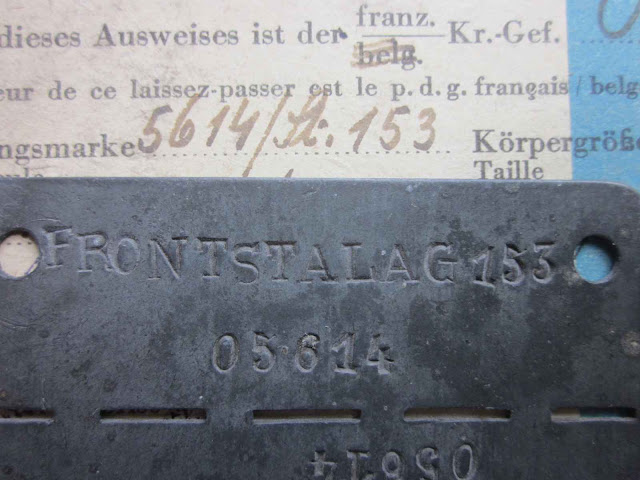 dieses Ausweises ist der franz. Kr.-Gef.
belg.
eur de ce laissez-passer est le p. d. g. français / belg
ngsmarke 5614/St. 153 Körpergröße
Taille
FRONTSTALAG 153
05614
05614